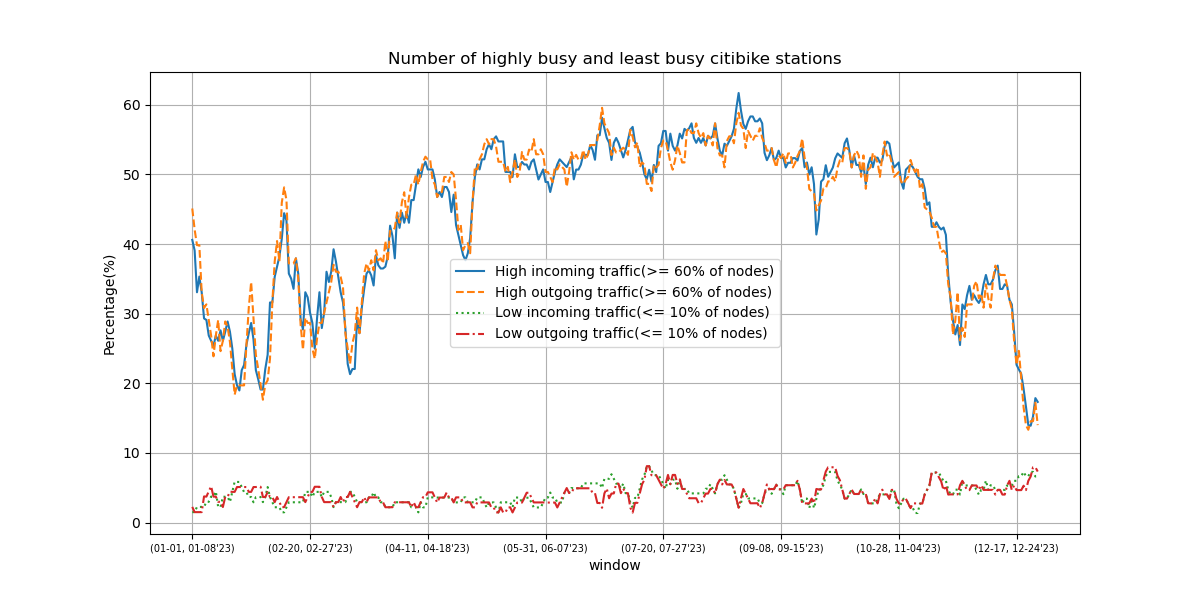 Number of highly busy and least busy citibike stations
60
50
40
30
20
10
0
Percentage(%)
High incoming traffic(>= 60% of nodes)
High outgoing traffic(>= 60% of nodes)
Low incoming traffic(<= 10% of nodes)
Low outgoing traffic(<= 10% of nodes)
(01-01, 01-08'23) (02-20, 02-27'23) (04-11, 04-18'23) (05-31, 06-07'23) (07-20, 07-27'23) (09-08, 09-15'23) (10-28, 11-04'23) (12-17, 12-24'23)
window